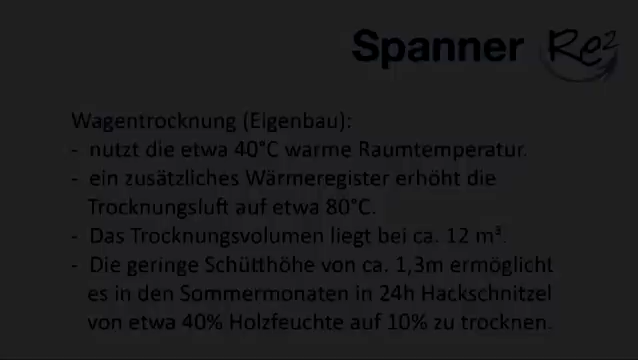 Spanner Re²
Wagentrocknung (Eigenbau):
- nutzt die etwa 40°C warme Raumtemperatur.
- ein zusätzliches Wärmeregister erhöht die
Trocknungsluft auf etwa 80°C.
- Das Trocknungsvolumen liegt bei ca. 12 m³.
- Die geringe Schütthöhe von ca. 1,3m ermöglicht
es in den Sommermonaten in 24h Hackschnitzel
von etwa 40% Holzfeuchte auf 10% zu trocknen.